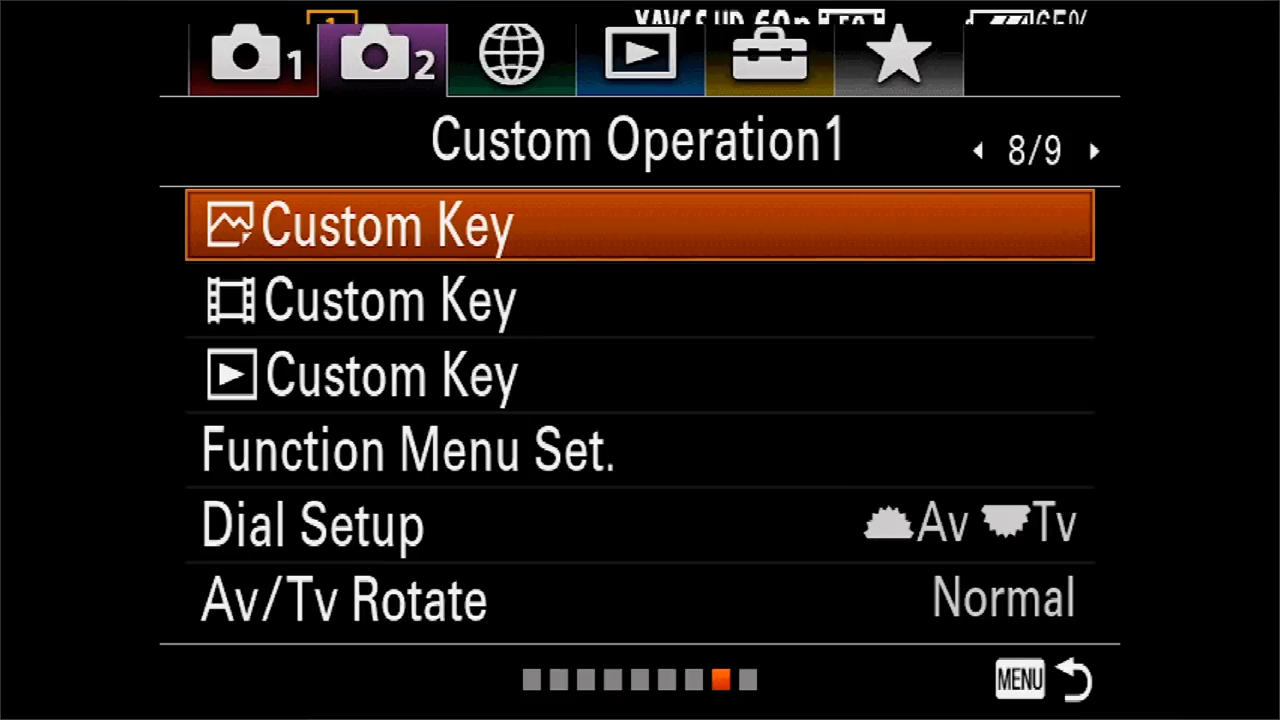 1 2
Custom Operation1 8/9
Custom Key
Custom Key
Custom Key
Function Menu Set.
Dial Setup Av Tv
Av/Tv Rotate Normal
MENU